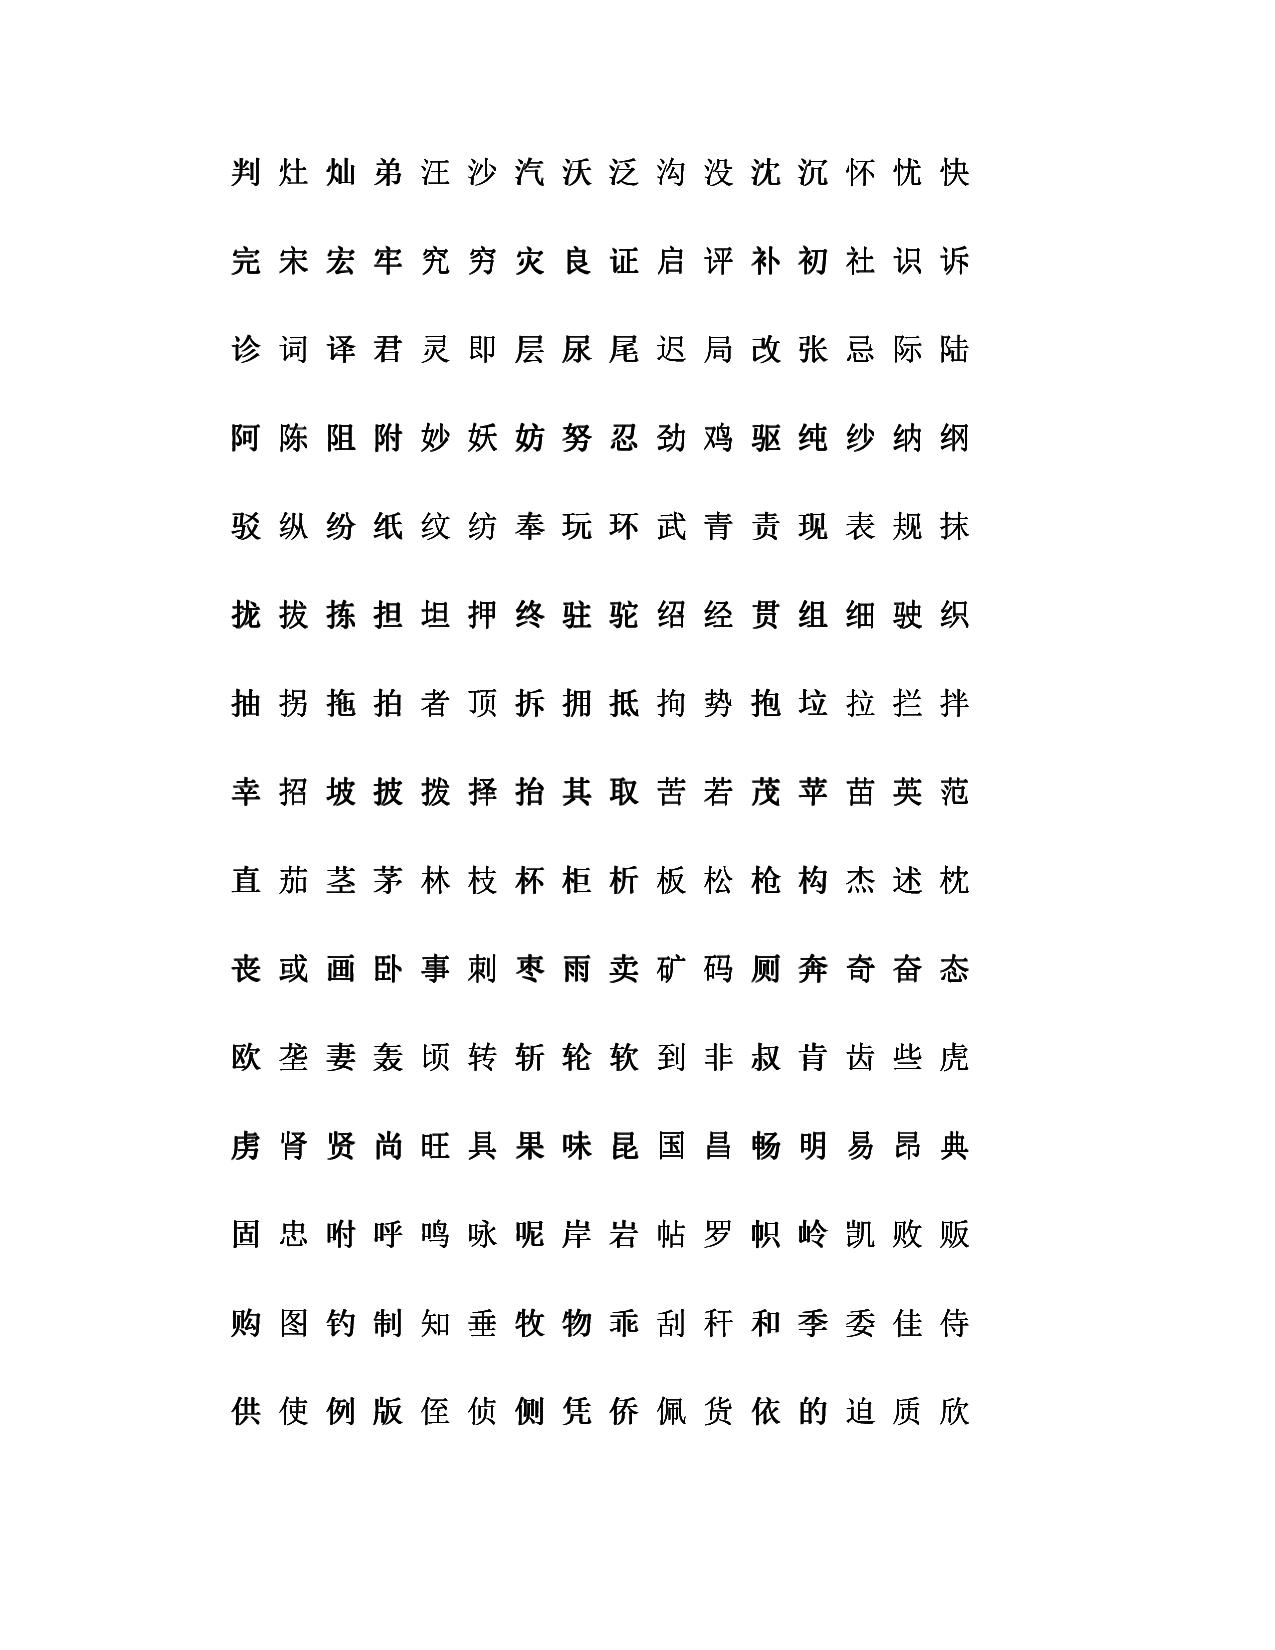 判 灶 灿 弟 汪 沙 汽 沃 泛 沟 没 沈 沉 怀 忧 快
完 宋 宏 牢 究 穷 灾 良 证 启 评 补 初 社 识 诉
诊 词 译 君 灵 即 层 尿 尾 迟 局 改 张 忌 际 陆
阿 陈 阻 附 妙 妖 妨 努 忍 劲 鸡 驱 纯 纱 纳 纲
驳 纵 纷 纸 纹 纺 奉 玩 环 武 青 责 现 表 规 抹
拢 拔 拣 担 坦 押 终 驻 驼 绍 经 贯 组 细 驶 织
抽 拐 拖 拍 者 顶 拆 拥 抵 拘 势 抱 垃 拉 拦 拌
幸 招 坡 披 拨 择 抬 其 取 苦 若 茂 苹 苗 英 范
直 茄 茎 茅 林 枝 杯 柜 析 板 松 枪 构 杰 述 枕
丧 或 画 卧 事 刺 枣 雨 卖 矿 码 厕 奔 奇 奋 态
欧 垄 妻 轰 顷 转 斩 轮 软 到 非 叔 肯 齿 些 虎
虏 肾 贤 尚 旺 具 果 味 昆 国 昌 畅 明 易 昂 典
固 忠 咐 呼 鸣 咏 呢 岸 岩 帖 罗 帜 岭 凯 败 贩
购 图 钓 制 知 垂 牧 物 乖 刮 秆 和 季 委 佳 侍
供 使 例 版 侄 侦 侧 凭 侨 佩 货 依 的 迫 质 欣